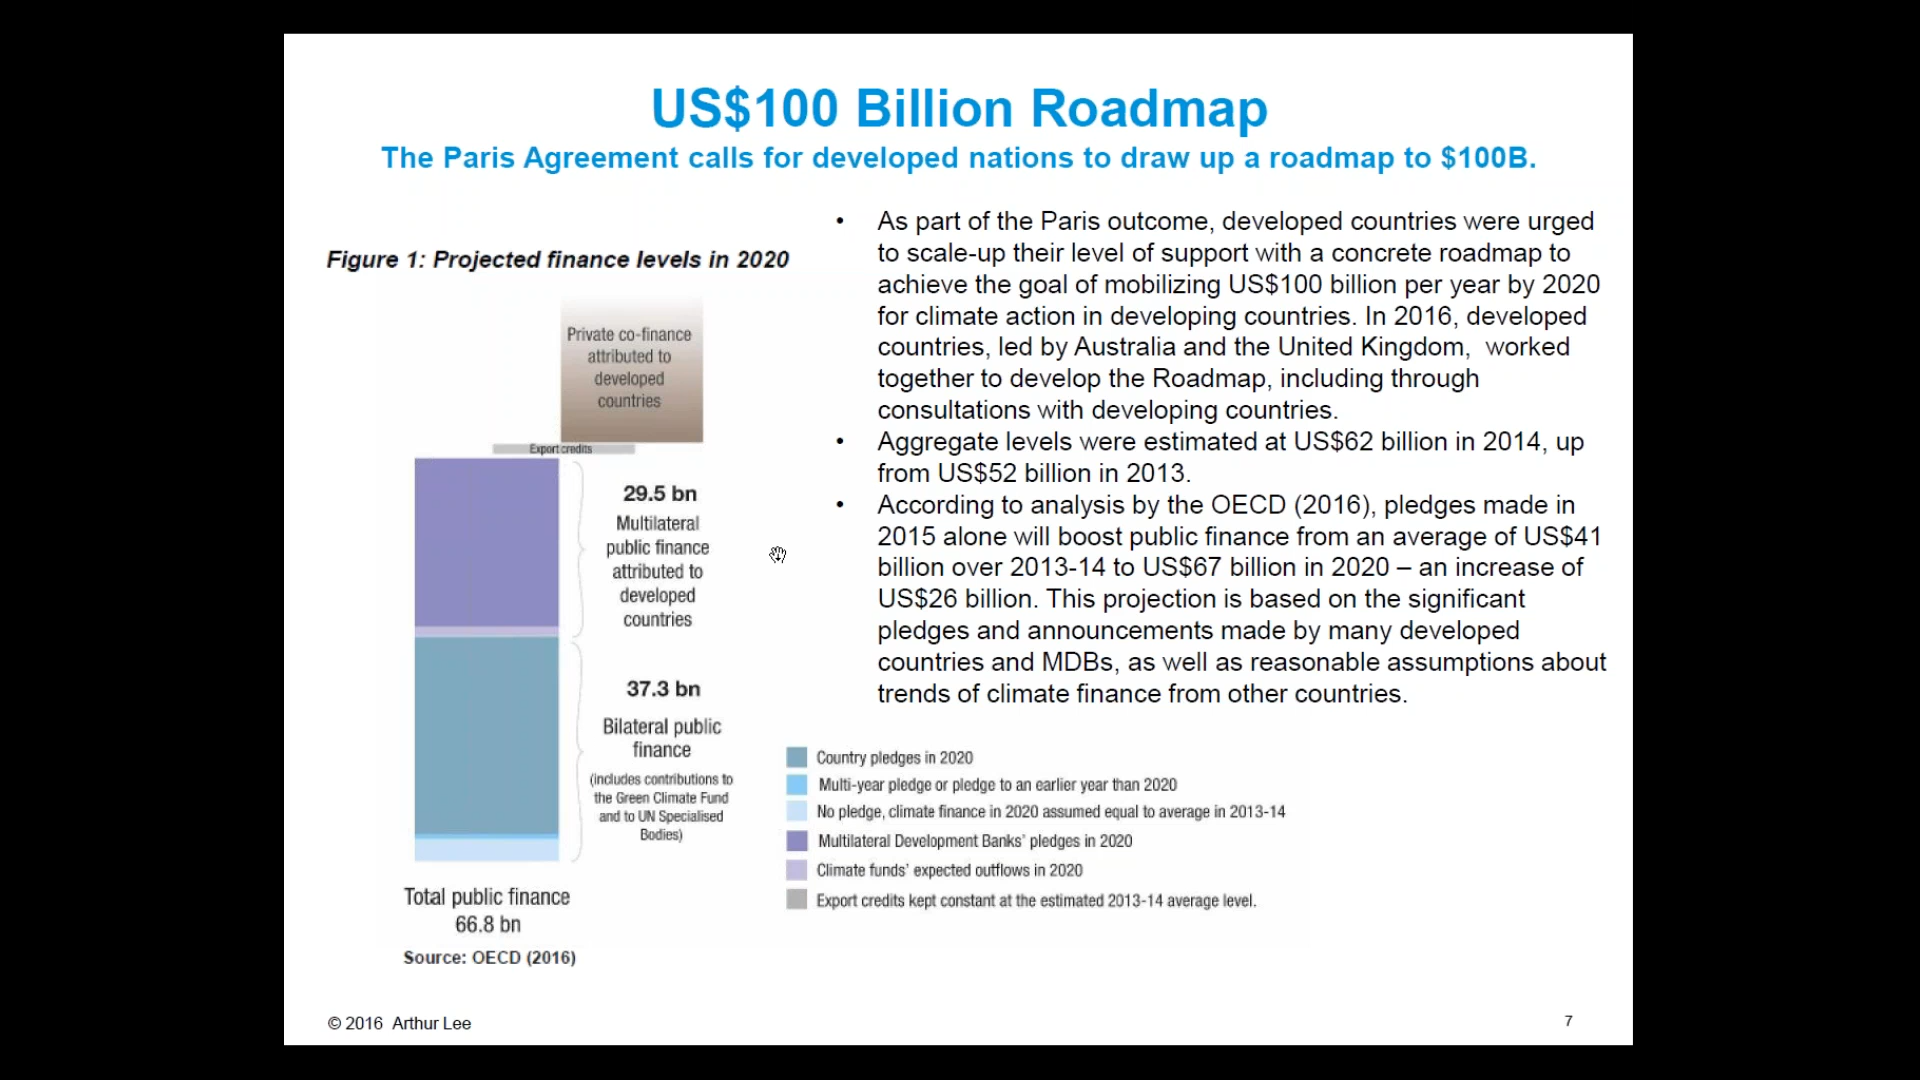 US$100 Billion Roadmap
The Paris Agreement calls for developed nations to draw up a roadmap to $100B.
Figure 1: Projected finance levels in 2020
Private co-finance
attributed to
developed
countries
Export credits
29.5 bn
Multilateral
public finance
attributed to
developed
countries
37.3 bn
Bilateral public
finance
(includes contributions to
the Green Climate Fund
and to UN Specialised
Bodies)
Total public finance
66.8 bn
Source: OECD (2016)
• As part of the Paris outcome, developed countries were urged
to scale-up their level of support with a concrete roadmap to
achieve the goal of mobilizing US$100 billion per year by 2020
for climate action in developing countries. In 2016, developed
countries, led by Australia and the United Kingdom, worked
together to develop the Roadmap, including through
consultations with developing countries.
• Aggregate levels were estimated at US$62 billion in 2014, up
from US$52 billion in 2013.
• According to analysis by the OECD (2016), pledges made in
2015 alone will boost public finance from an average of US$41
billion over 2013-14 to US$67 billion in 2020 – an increase of
US$26 billion. This projection is based on the significant
pledges and announcements made by many developed
countries and MDBs, as well as reasonable assumptions about
trends of climate finance from other countries.
Country pledges in 2020
Multi-year pledge or pledge to an earlier year than 2020
No pledge, climate finance in 2020 assumed equal to average in 2013-14
Multilateral Development Banks' pledges in 2020
Climate funds' expected outflows in 2020
Export credits kept constant at the estimated 2013-14 average level.
© 2016 Arthur Lee
7